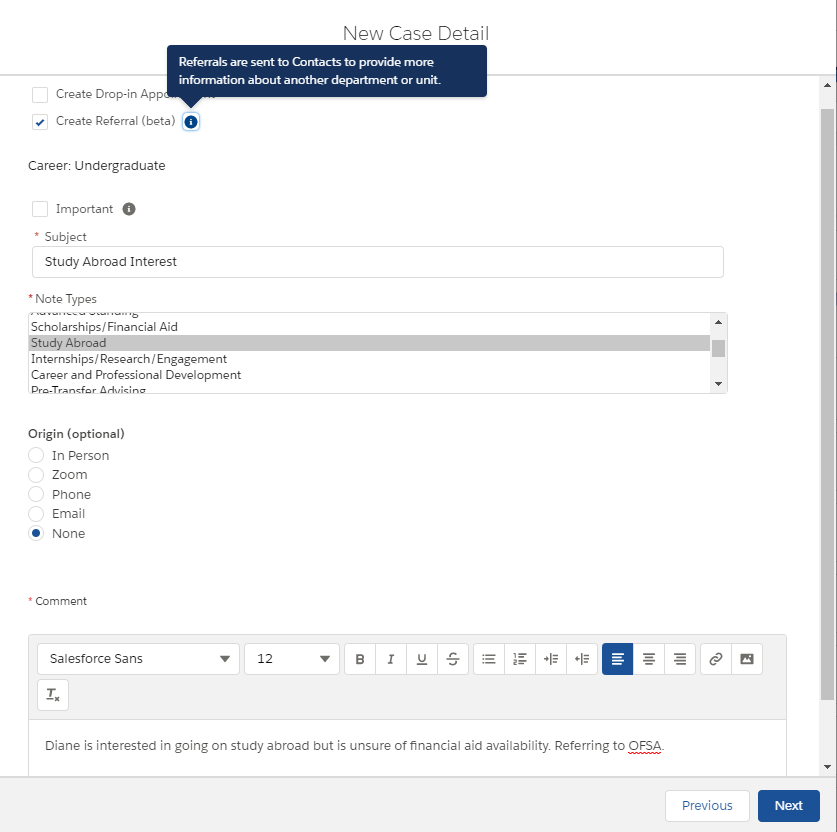 New Case Detail
Referrals are sent to Contacts to provide more
information about another department or unit.
Create Drop-in
Create Referral (beta)
Career: Undergraduate
Important
* Subject
Study Abroad Interest
* Note Types
Advanced Standing
Scholarships/Financial Aid
Study Abroad
Internships/Research/Engagement
Career and Professional Development
Pre-Transfer Advising
Origin (optional)
In Person
Zoom
Phone
Email
None
* Comment
Salesforce Sans 12 B I U S
Tx
Diane is interested in going on study abroad but is unsure of financial aid availability. Referring to OFSA.
Previous Next